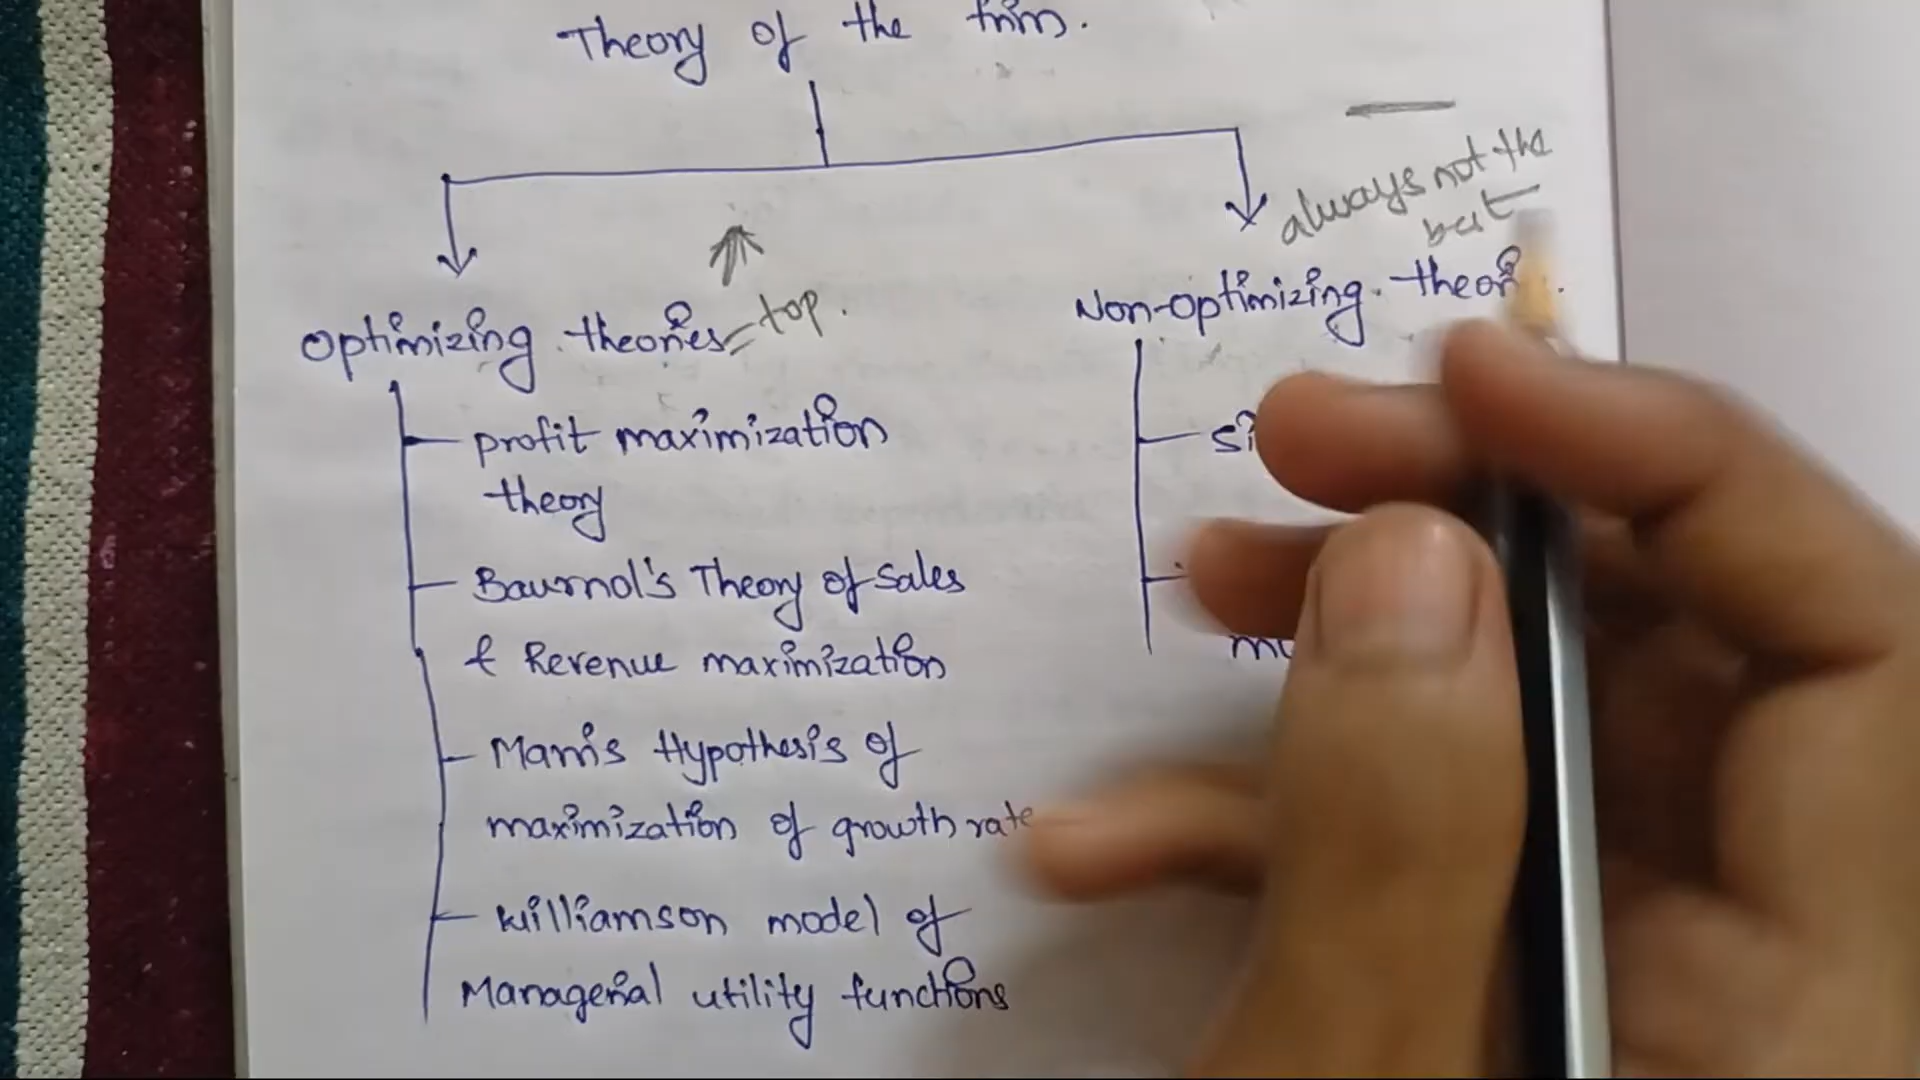 Theory of the firm.
always not the
best
Optimizing theories = top.
Non-optimizing theori
profit maximization
theory
Baumol's Theory of Sales
& Revenue maximization
Marris Hypothesis of
maximization of growth rate
Williamson model of
Managerial utility functions